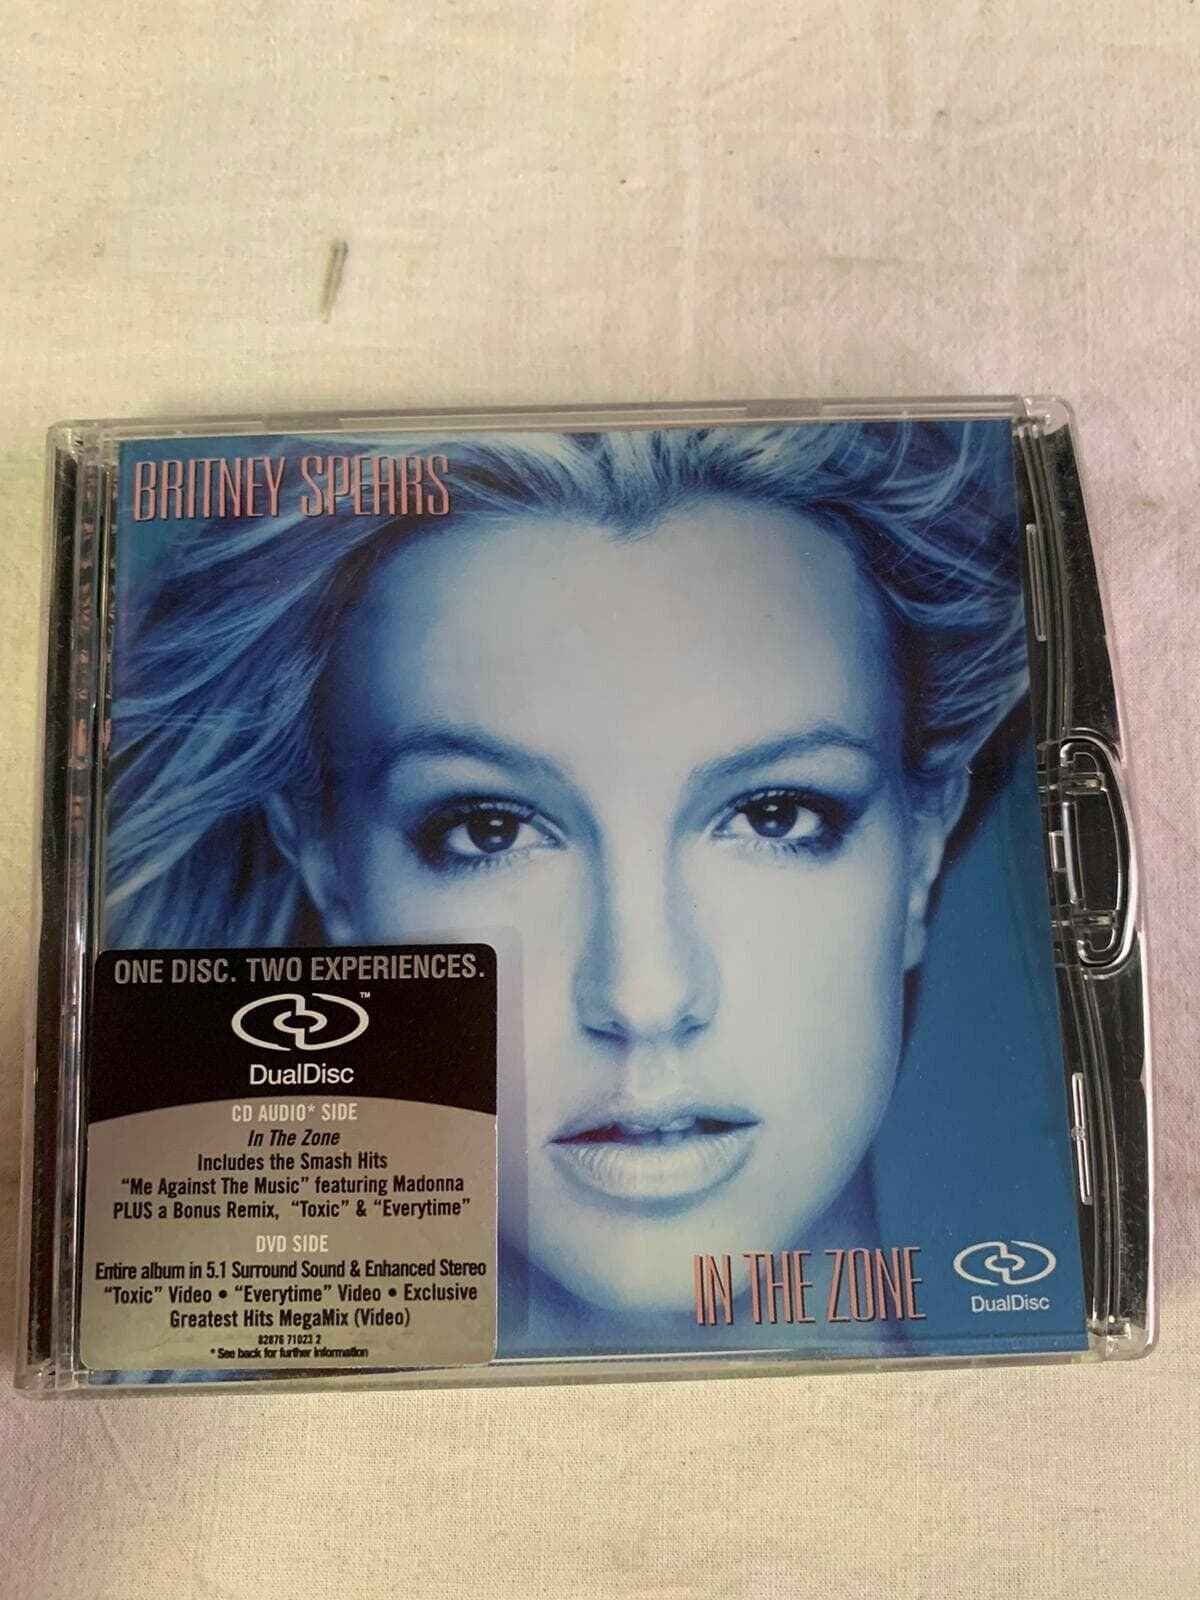 BRITNEY SPEARS
ONE DISC. TWO EXPERIENCES.
™
DualDisc
CD AUDIO* SIDE
In The Zone
Includes the Smash Hits
“Me Against The Music” featuring Madonna
PLUS a Bonus Remix, “Toxic” & “Everytime”
DVD SIDE
Entire album in 5.1 Surround Sound & Enhanced Stereo
“Toxic” Video • “Everytime” Video • Exclusive
Greatest Hits MegaMix (Video)
82876 71023 2
* See back for further information
IN THE ZONE
DualDisc